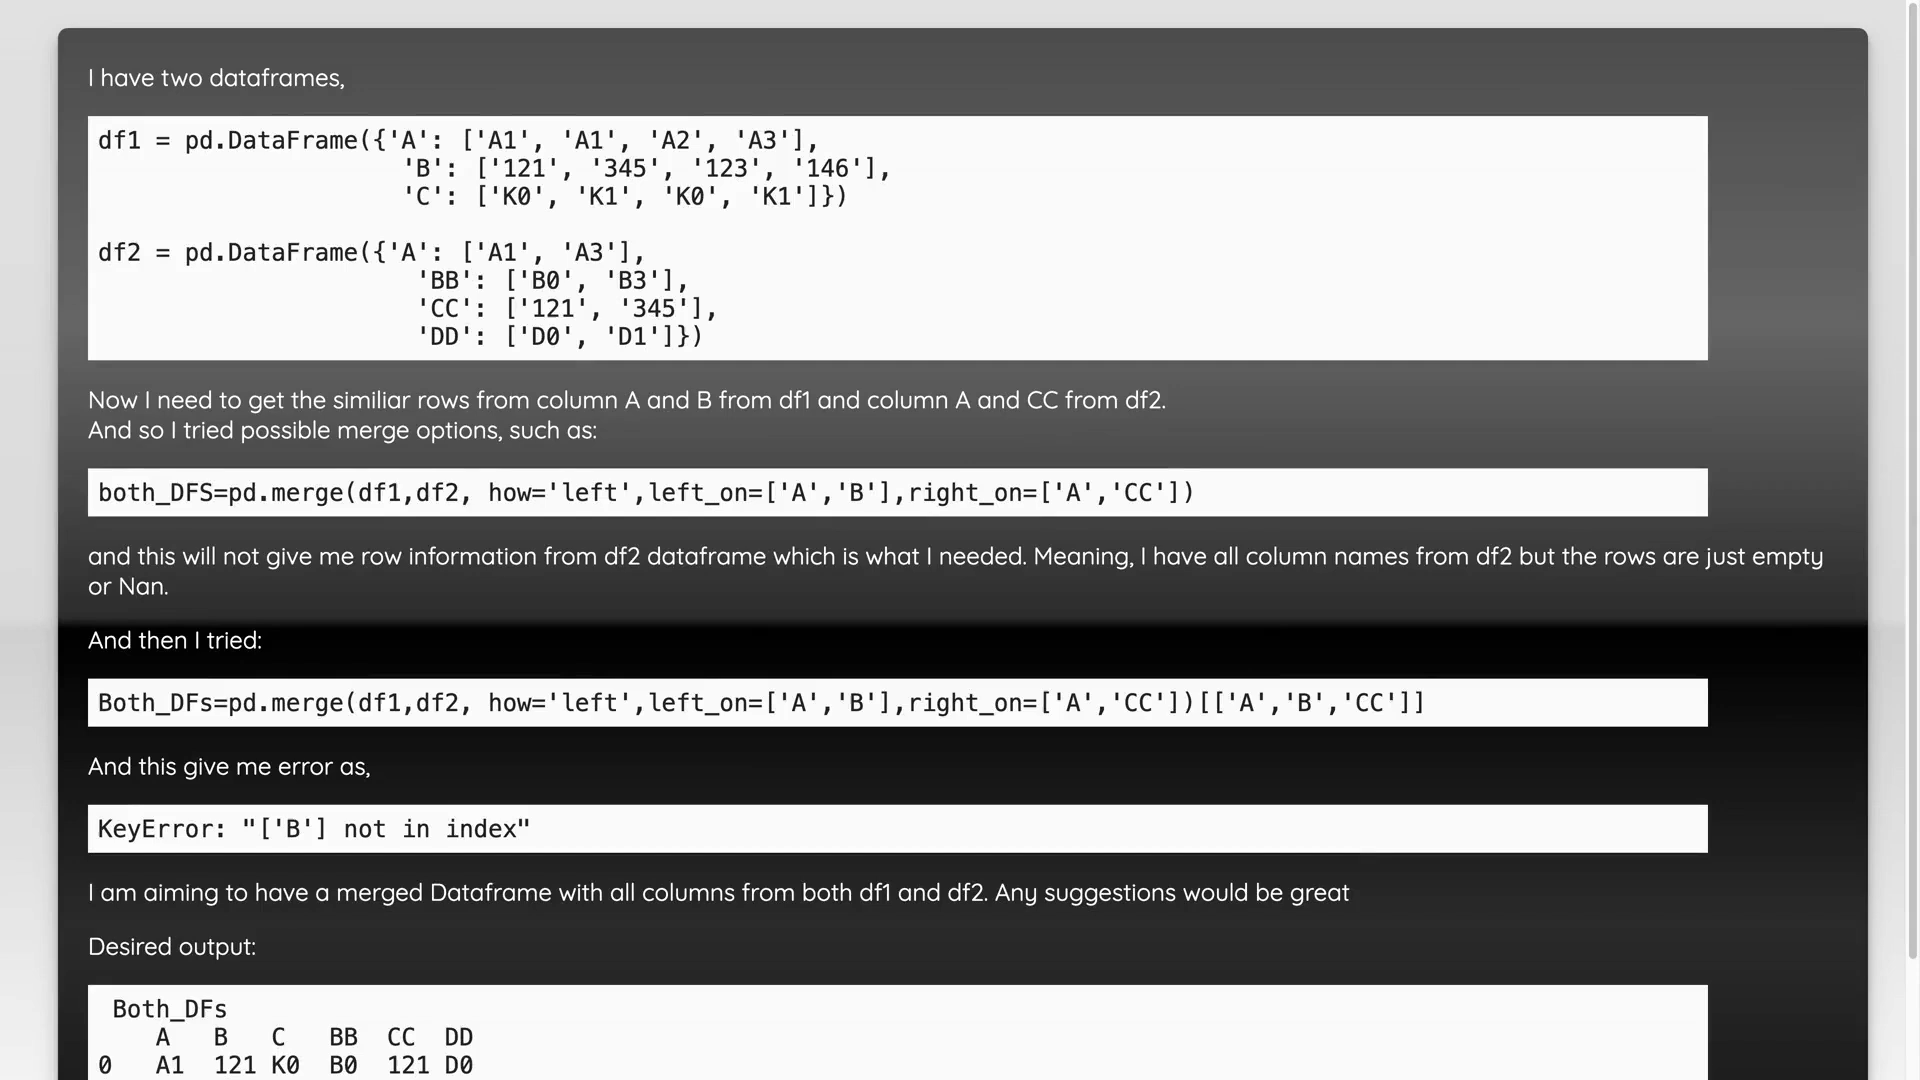 I have two dataframes,
df1 = pd.DataFrame({'A': ['A1', 'A1', 'A2', 'A3'],
'B': ['121', '345', '123', '146'],
'C': ['K0', 'K1', 'K0', 'K1']})
df2 = pd.DataFrame({'A': ['A1', 'A3'],
'BB': ['B0', 'B3'],
'CC': ['121', '345'],
'DD': ['D0', 'D1']})
Now I need to get the similiar rows from column A and B from df1 and column A and CC from df2.
And so I tried possible merge options, such as:
both_DFS=pd.merge(df1,df2, how='left',left_on=['A','B'],right_on=['A','CC'])
and this will not give me row information from df2 dataframe which is what I needed. Meaning, I have all column names from df2 but the rows are just empty
or Nan.
And then I tried:
Both_DFs=pd.merge(df1,df2, how='left',left_on=['A','B'],right_on=['A','CC'])[['A','B','CC']]
And this give me error as,
KeyError: "['B'] not in index"
I am aiming to have a merged Dataframe with all columns from both df1 and df2. Any suggestions would be great
Desired output:
Both_DFs
A B C BB CC DD
0 A1 121 K0 B0 121 D0